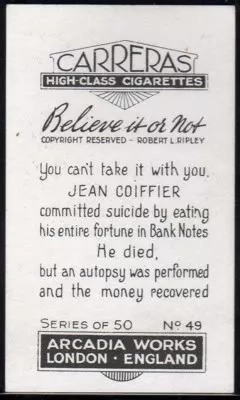 CARRERAS
HIGH-CLASS CIGARETTES
Believe it or Not
COPYRIGHT RESERVED - ROBERT L. RIPLEY
You can't take it with you.
JEAN COIFFIER
committed suicide by eating
his entire fortune in Bank Notes
He died,
but an autopsy was performed
and the money recovered
SERIES OF 50 No 49
ARCADIA WORKS
LONDON · ENGLAND